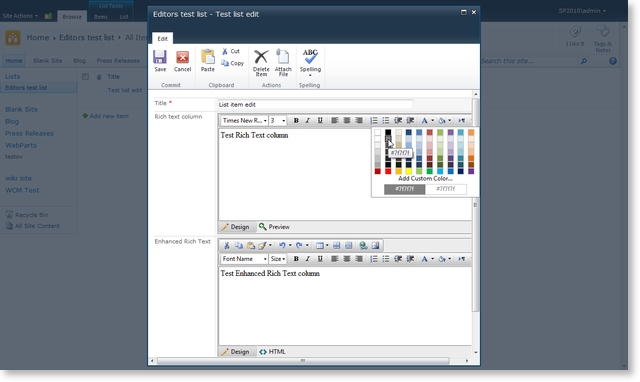 Editors test list - Test list edit
Site Actions
Browse
List Tools
Items
List
SP2010\admin
Edit
Save
Cancel
Paste
Cut
Copy
Delete Item
Attach File
ABC
Spelling
Commit
Clipboard
Actions
Spelling
Home
Editors test list
All Item
I Like It
Tags & Notes
Home
Blank Site
Blog
Press Releases
Search this site...
Lists
Editors test list
Title
Test list edit
Add new item
Blank Site
Blog
Press Releases
WebParts
wiki site
WCM Test
Recycle Bin
All Site Content
Title *
List item edit
Rich text column
Times New R...
3
B I U
Test Rich Text column
#7f7f7f
Add Custom Color...
#7f7f7f
#7f7f7f
Design
Preview
Enhanced Rich Text
Font Name
Size
B I U
Test Enhanced Rich Text column
Design
HTML